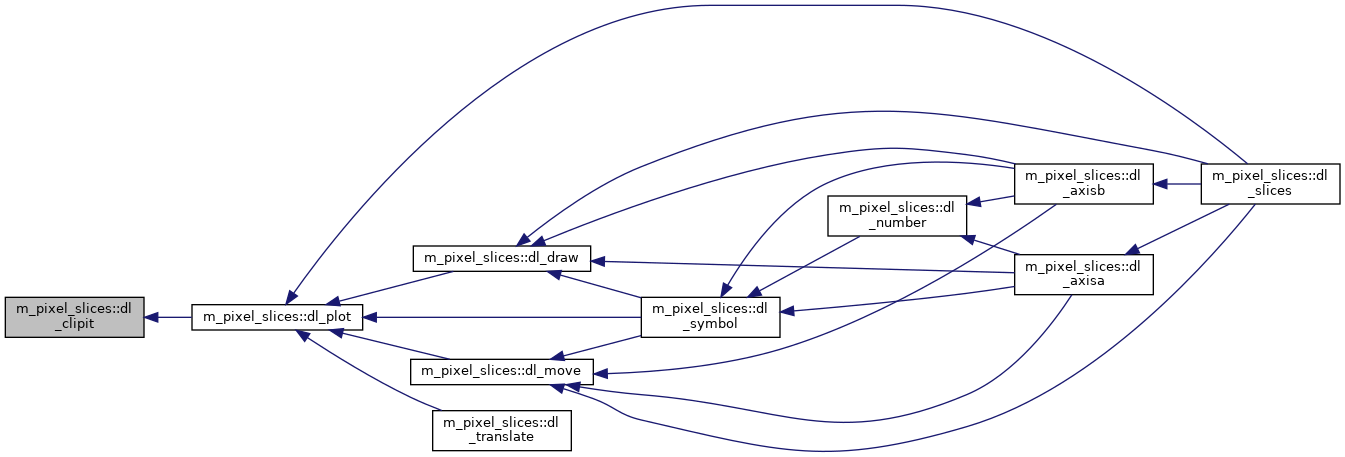 m_pixel_slices::dl
_clipit
m_pixel_slices::dl_plot
m_pixel_slices::dl_draw
m_pixel_slices::dl_move
m_pixel_slices::dl
_translate
m_pixel_slices::dl
_symbol
m_pixel_slices::dl
_number
m_pixel_slices::dl
_axisb
m_pixel_slices::dl
_axisa
m_pixel_slices::dl
_slices